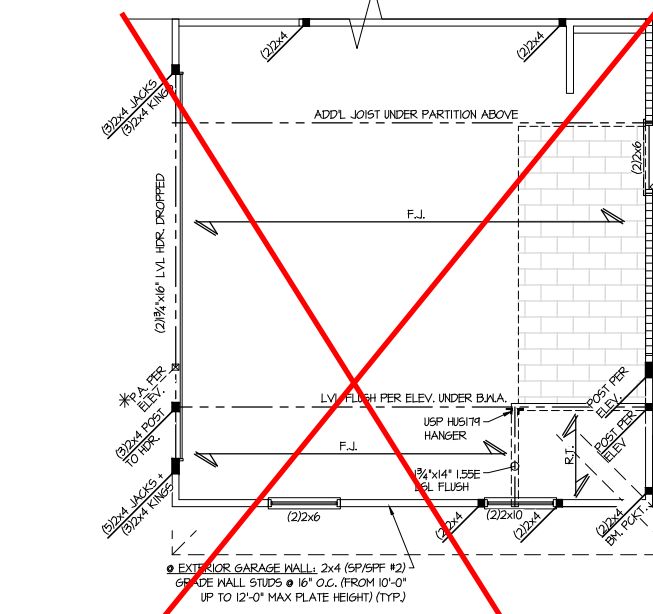 (2)2x4
(2)2x4
(3)2x4 JACKS
(3)2x4 KINGS
ADD'L JOIST UNDER PARTITION ABOVE
(2)2x6
F.J.
(2)1¾"x16" LVL HDR. DROPPED
P.A. PER
ELEV.
(3)2x4 POST
TO HDR.
LVL FLUSH PER ELEV. UNDER B.W.A.
USP HUS179
HANGER
POST PER
ELEV.
POST PER
ELEV
F.J.
1¾"x14" 1.55E
LSL FLUSH
R.T.
(5)2x4 JACKS +
(3)2x4 KINGS
(2)2x6
(2)2x4
(2)2x10
(2)2x4
(2)2x4
BM. PCKT.
@ EXTERIOR GARAGE WALL: 2x4 (SP/SPF #2)
GRADE WALL STUDS @ 16" O.C. (FROM 10'-0"
UP TO 12'-0" MAX PLATE HEIGHT) (TYP.)